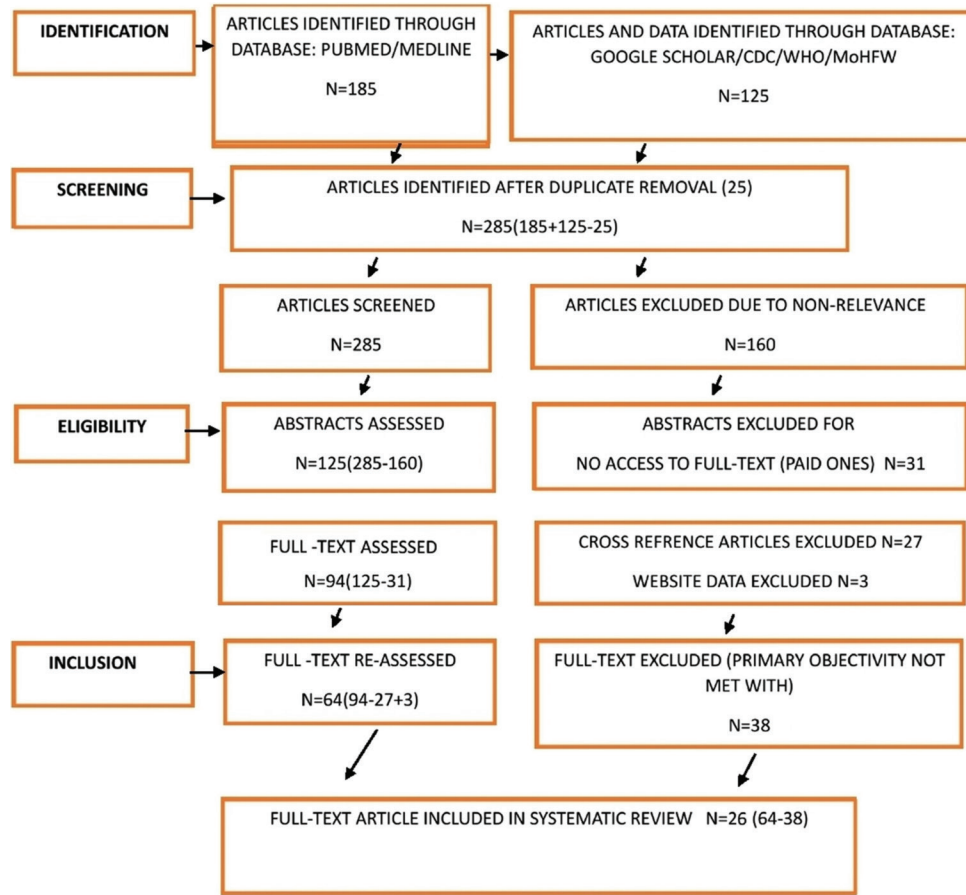 IDENTIFICATION
ARTICLES IDENTIFIED THROUGH
DATABASE: PUBMED/MEDLINE
N=185
ARTICLES AND DATA IDENTIFIED THROUGH DATABASE:
GOOGLE SCHOLAR/CDC/WHO/MoHFW
N=125
SCREENING
ARTICLES IDENTIFIED AFTER DUPLICATE REMOVAL (25)
N=285(185+125-25)
ARTICLES SCREENED
N=285
ARTICLES EXCLUDED DUE TO NON-RELEVANCE
N=160
ELIGIBILITY
ABSTRACTS ASSESSED
N=125(285-160)
ABSTRACTS EXCLUDED FOR
NO ACCESS TO FULL-TEXT (PAID ONES) N=31
FULL -TEXT ASSESSED
N=94(125-31)
CROSS REFRENCE ARTICLES EXCLUDED N=27
WEBSITE DATA EXCLUDED N=3
INCLUSION
FULL -TEXT RE-ASSESSED
N=64(94-27+3)
FULL-TEXT EXCLUDED (PRIMARY OBJECTIVITY NOT
MET WITH)
N=38
FULL-TEXT ARTICLE INCLUDED IN SYSTEMATIC REVIEW N=26 (64-38)